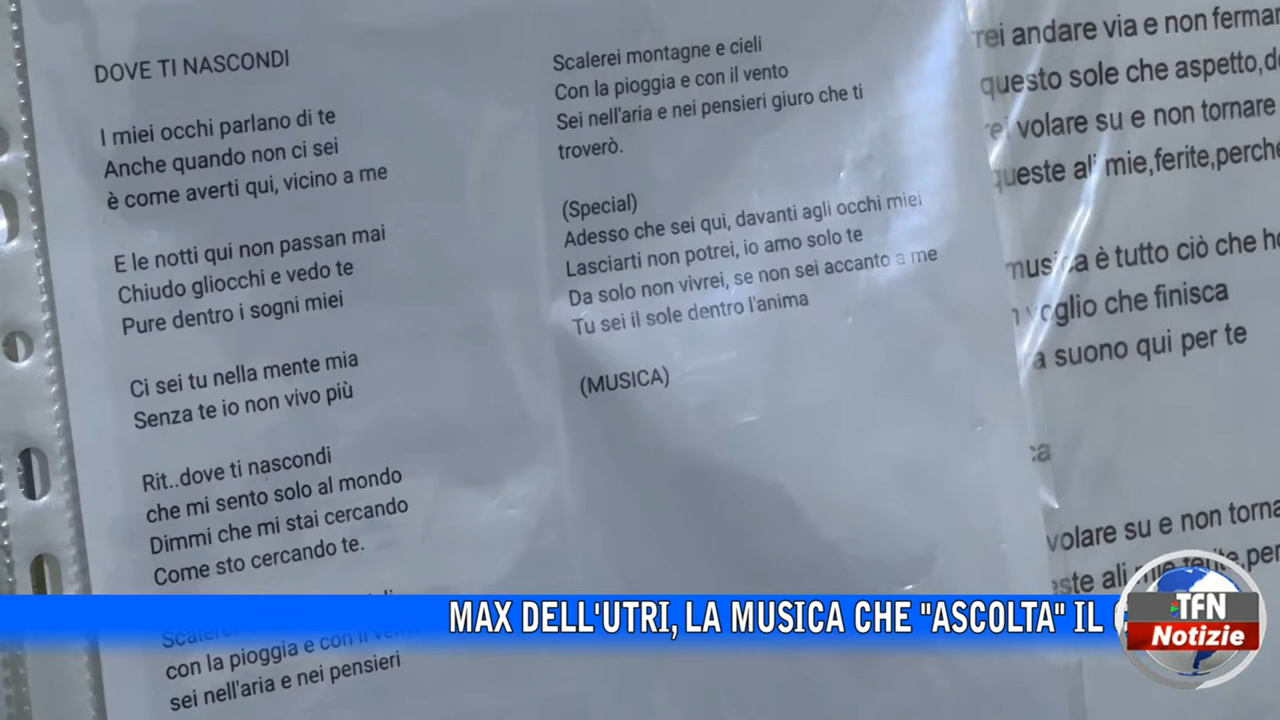 DOVE TI NASCONDI
I miei occhi parlano di te
Anche quando non ci sei
è come averti qui, vicino a me
E le notti qui non passan mai
Chiudo gliocchi e vedo te
Pure dentro i sogni miei
Ci sei tu nella mente mia
Senza te io non vivo più
Rit..dove ti nascondi
che mi sento solo al mondo
Dimmi che mi stai cercando
Come sto cercando te.
con la pioggia e con il vento
sei nell'aria e nei pensieri
Scalerei montagne e cieli
Con la pioggia e con il vento
Sei nell'aria e nei pensieri giuro che ti
troverò.
(Special)
Adesso che sei qui, davanti agli occhi miei
Lasciarti non potrei, io amo solo te
Da solo non vivrei, se non sei accanto a me
Tu sei il sole dentro l'anima
(MUSICA)
andare via e non
questo sole che aspetto,
volare su e non tornare
queste ali mie,ferite,
musica è tutto ciò che
voglio che finisca
suono qui per te
volare su e non
ali mie ferite,
MAX DELL'UTRI, LA MUSICA CHE "ASCOLTA" IL
TFN
Notizie